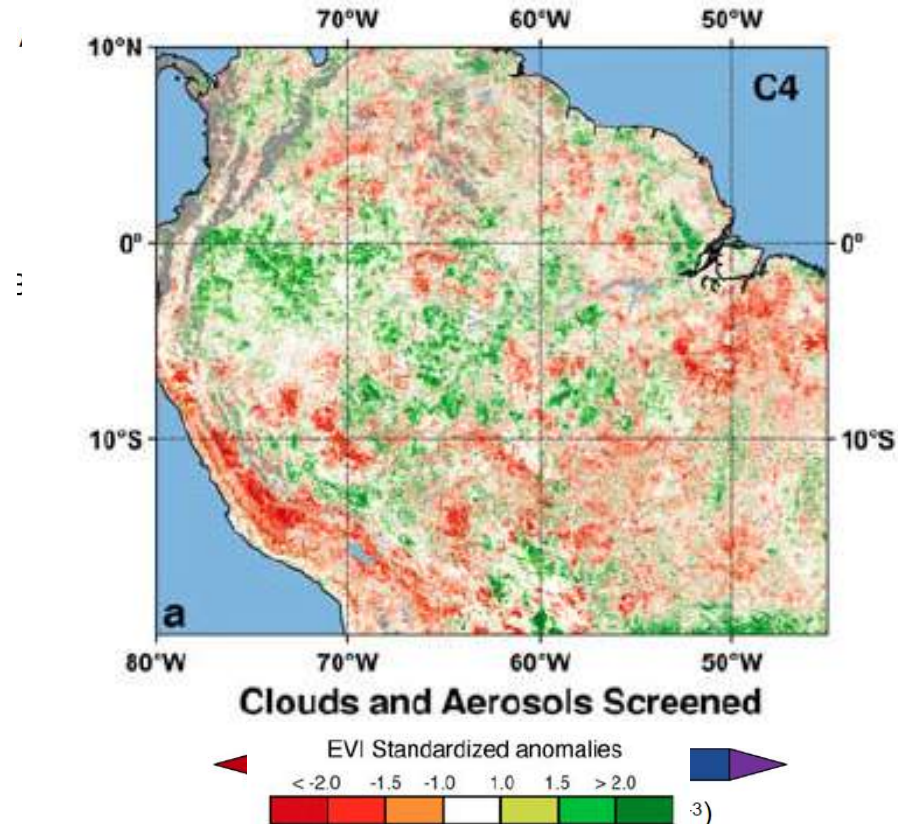 70°W 60°W 50°W
10°N
C4
0° 0°
10°S 10°S
a
80°W 70°W 60°W 50°W
Clouds and Aerosols Screened
EVI Standardized anomalies
< -2.0 -1.5 -1.0 1.0 1.5 > 2.0
-3)